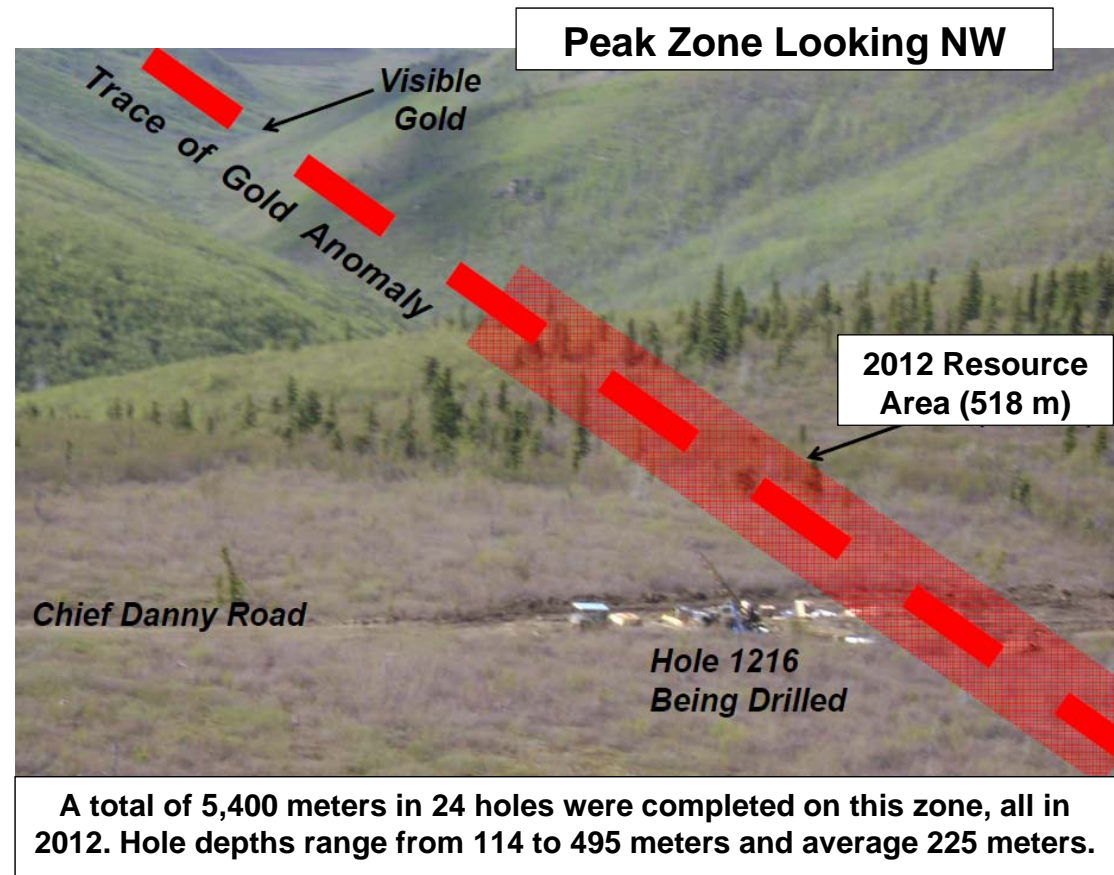 Peak Zone Looking NW
Visible
Gold
Trace of Gold Anomaly
2012 Resource
Area (518 m)
Chief Danny Road
Hole 1216
Being Drilled
A total of 5,400 meters in 24 holes were completed on this zone, all in
2012. Hole depths range from 114 to 495 meters and average 225 meters.